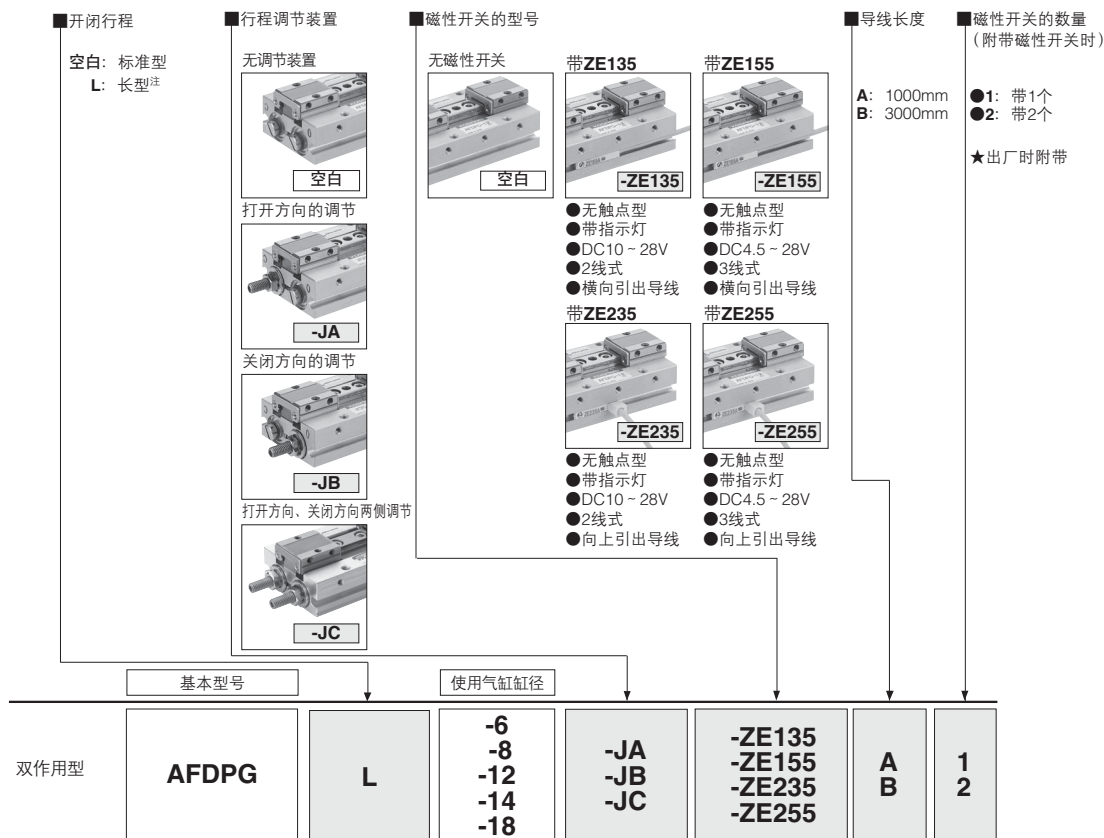 ■开闭行程
空白：标准型
L：长型注
■行程调节装置
无调节装置
空白
打开方向的调节
-JA
关闭方向的调节
-JB
打开方向、关闭方向两侧调节
-JC
■磁性开关的型号
无磁性开关
空白
带ZE135
-ZE135
●无触点型
●带指示灯
●DC10～28V
●2线式
●横向引出导线
带ZE155
-ZE155
●无触点型
●带指示灯
●DC4.5～28V
●3线式
●横向引出导线
带ZE235
-ZE235
●无触点型
●带指示灯
●DC10～28V
●2线式
●向上引出导线
带ZE255
-ZE255
●无触点型
●带指示灯
●DC4.5～28V
●3线式
●向上引出导线
■导线长度
A：1000mm
B：3000mm
■磁性开关的数量
（附带磁性开关时）
●1：带1个
●2：带2个
★出厂时附带
基本型号
使用气缸缸径
双作用型
AFDPG
L
-6
-8
-12
-14
-18
-JA
-JB
-JC
-ZE135
-ZE155
-ZE235
-ZE255
A
B
1
2